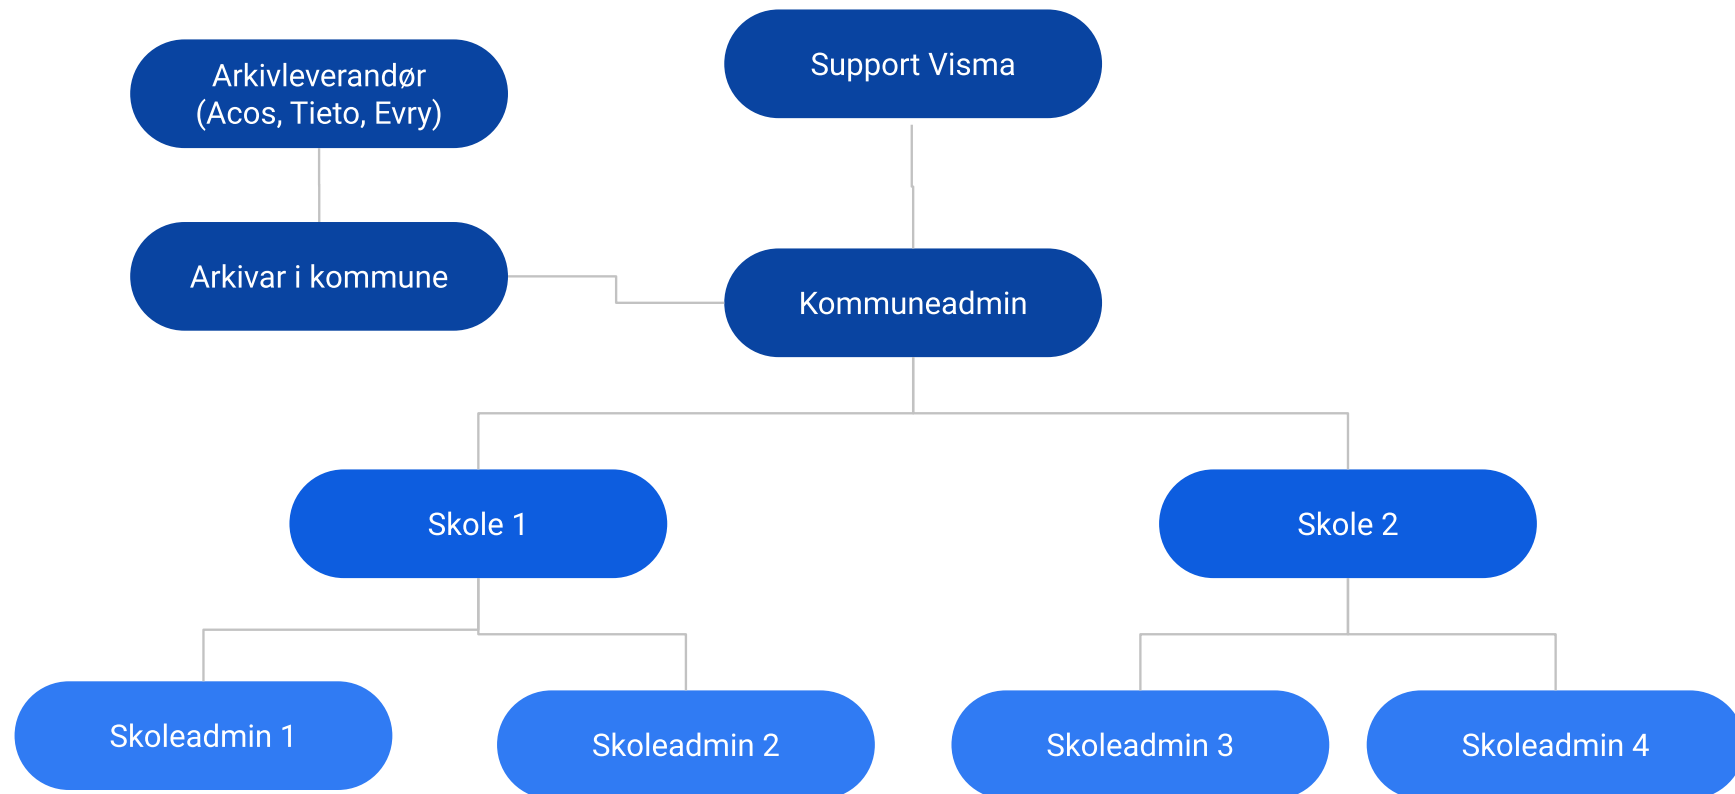 Arkivleverandør
(Acos, Tieto, Evry)
Support Visma
Arkivar i kommune
Kommuneadmin
Skole 1
Skole 2
Skoleadmin 1
Skoleadmin 2
Skoleadmin 3
Skoleadmin 4